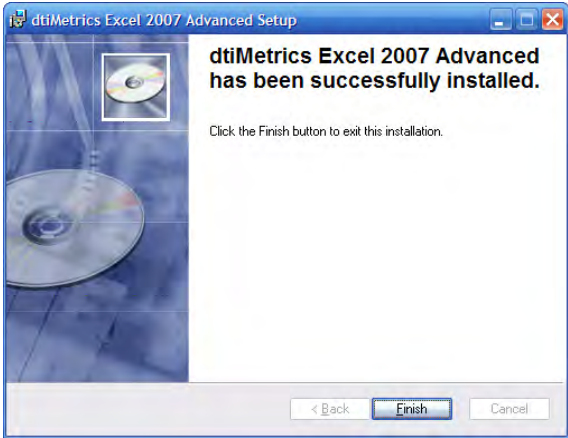 dtiMetrics Excel 2007 Advanced Setup
dtiMetrics Excel 2007 Advanced
has been successfully installed.
Click the Finish button to exit this installation.
< Back
Finish
Cancel